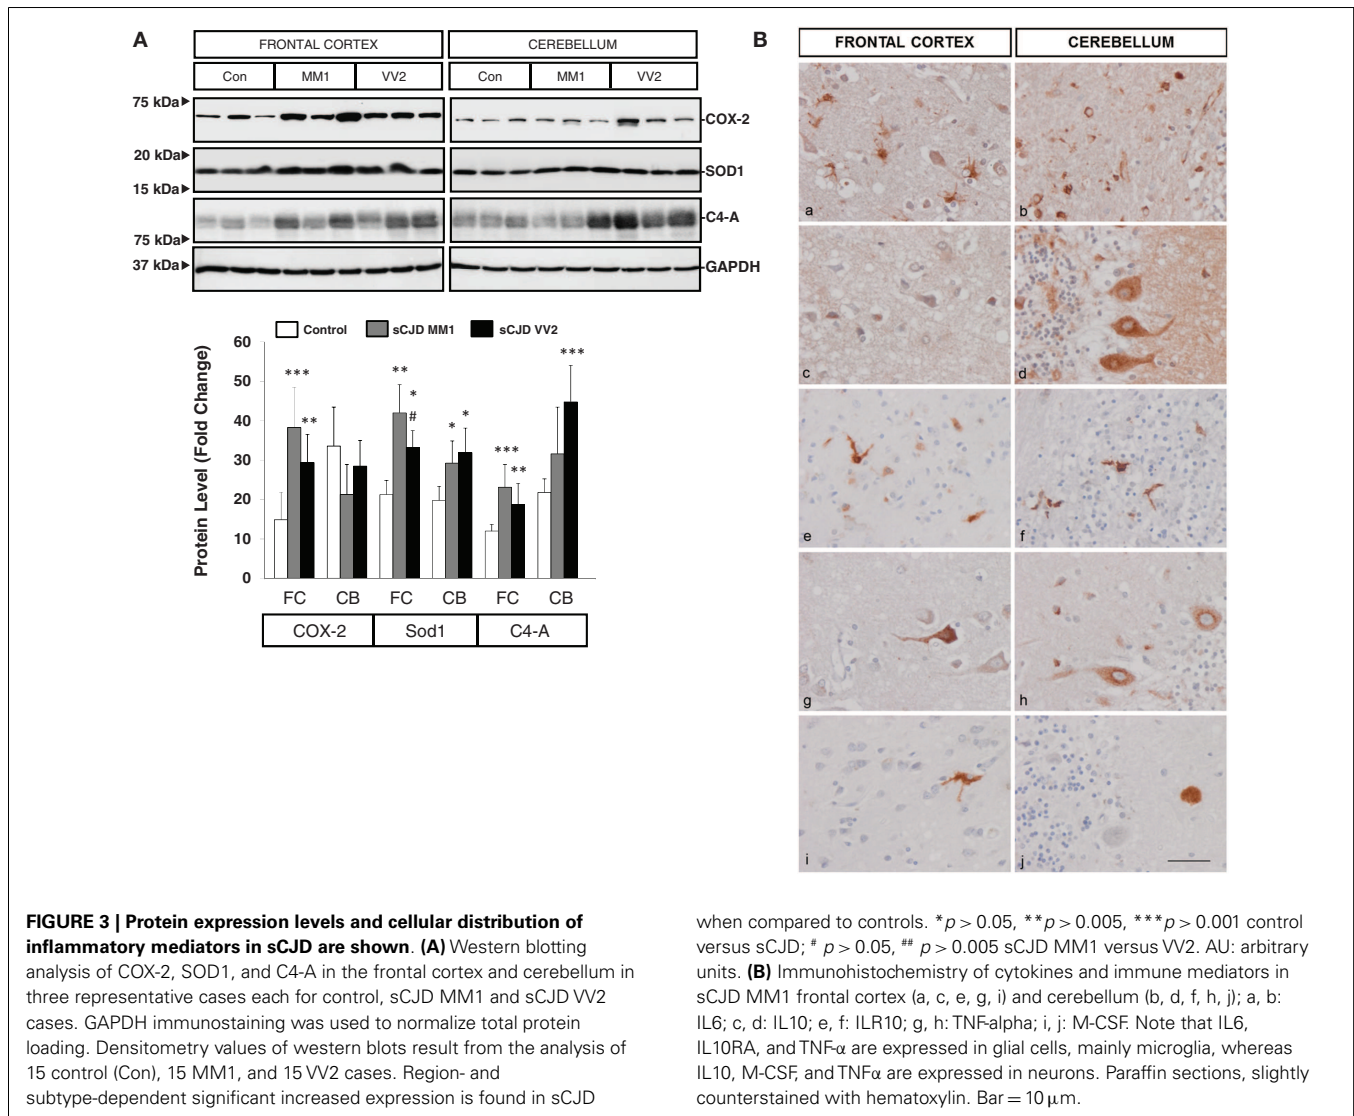 A
FRONTAL CORTEX
CEREBELLUM
Con
MM1
VV2
Con
MM1
VV2
75 kDa
COX-2
20 kDa
SOD1
15 kDa
C4-A
75 kDa
37 kDa
GAPDH
Control
sCJD MM1
sCJD VV2
Protein Level (Fold Change)
60
50
40
30
20
10
0
***
**
**
*
#
*
*
***
**
***
FC
CB
FC
CB
FC
CB
COX-2
Sod1
C4-A
B
FRONTAL CORTEX
CEREBELLUM
a
b
c
d
e
f
g
h
i
j
FIGURE 3 | Protein expression levels and cellular distribution of
inflammatory mediators in sCJD are shown. (A) Western blotting
analysis of COX-2, SOD1, and C4-A in the frontal cortex and cerebellum in
three representative cases each for control, sCJD MM1 and sCJD VV2
cases. GAPDH immunostaining was used to normalize total protein
loading. Densitometry values of western blots result from the analysis of
15 control (Con), 15 MM1, and 15 VV2 cases. Region- and
subtype-dependent significant increased expression is found in sCJD
when compared to controls. *p > 0.05, **p > 0.005, ***p > 0.001 control
versus sCJD; # p > 0.05, ## p > 0.005 sCJD MM1 versus VV2. AU: arbitrary
units. (B) Immunohistochemistry of cytokines and immune mediators in
sCJD MM1 frontal cortex (a, c, e, g, i) and cerebellum (b, d, f, h, j); a, b:
IL6; c, d: IL10; e, f: ILR10; g, h: TNF-alpha; i, j: M-CSF. Note that IL6,
IL10RA, and TNF-α are expressed in glial cells, mainly microglia, whereas
IL10, M-CSF, and TNFα are expressed in neurons. Paraffin sections, slightly
counterstained with hematoxylin. Bar = 10 μm.